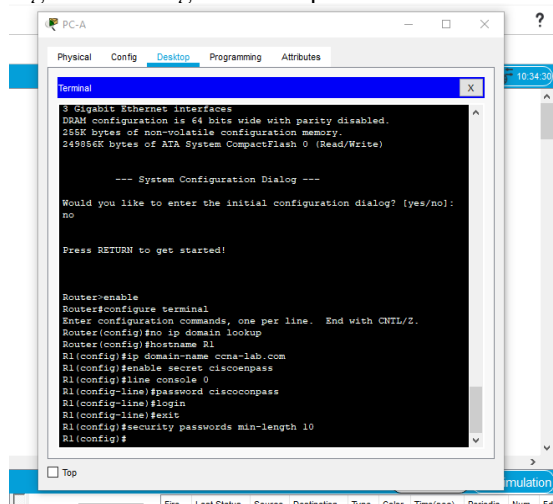 PC-A
?
Physical Config Desktop Programming Attributes
10:34:30
Terminal
X
3 Gigabit Ethernet interfaces
DRAM configuration is 64 bits wide with parity disabled.
255K bytes of non-volatile configuration memory.
249856K bytes of ATA System CompactFlash 0 (Read/Write)
--- System Configuration Dialog ---
Would you like to enter the initial configuration dialog? [yes/no]:
no
Press RETURN to get started!
Router>enable
Router#configure terminal
Enter configuration commands, one per line. End with CNTL/Z.
Router(config)#no ip domain lookup
Router(config)#hostname R1
R1(config)#ip domain-name ccna-lab.com
R1(config)#enable secret ciscoenpass
R1(config)#line console 0
R1(config-line)#password ciscoconpass
R1(config-line)#login
R1(config-line)#exit
R1(config)#security passwords min-length 10
R1(config)#
Top